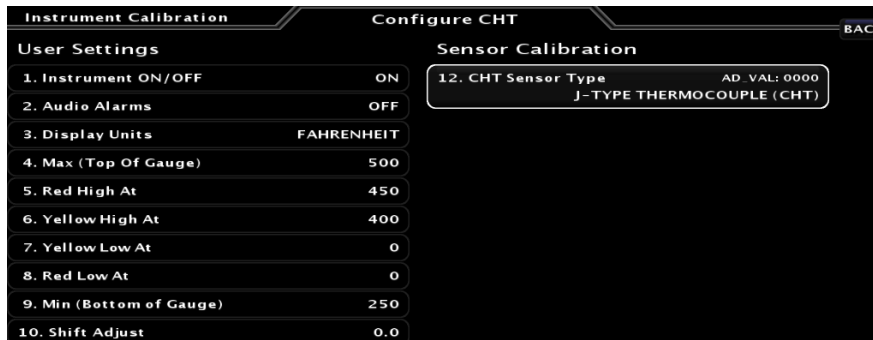 Instrument Calibration
Configure CHT
BAC
User Settings
Sensor Calibration
1. Instrument ON/OFF ON
2. Audio Alarms OFF
3. Display Units FAHRENHEIT
4. Max (Top Of Gauge) 500
5. Red High At 450
6. Yellow High At 400
7. Yellow Low At 0
8. Red Low At 0
9. Min (Bottom of Gauge) 250
10. Shift Adjust 0.0
12. CHT Sensor Type AD_VAL: 0000
J-TYPE THERMOCOUPLE (CHT)